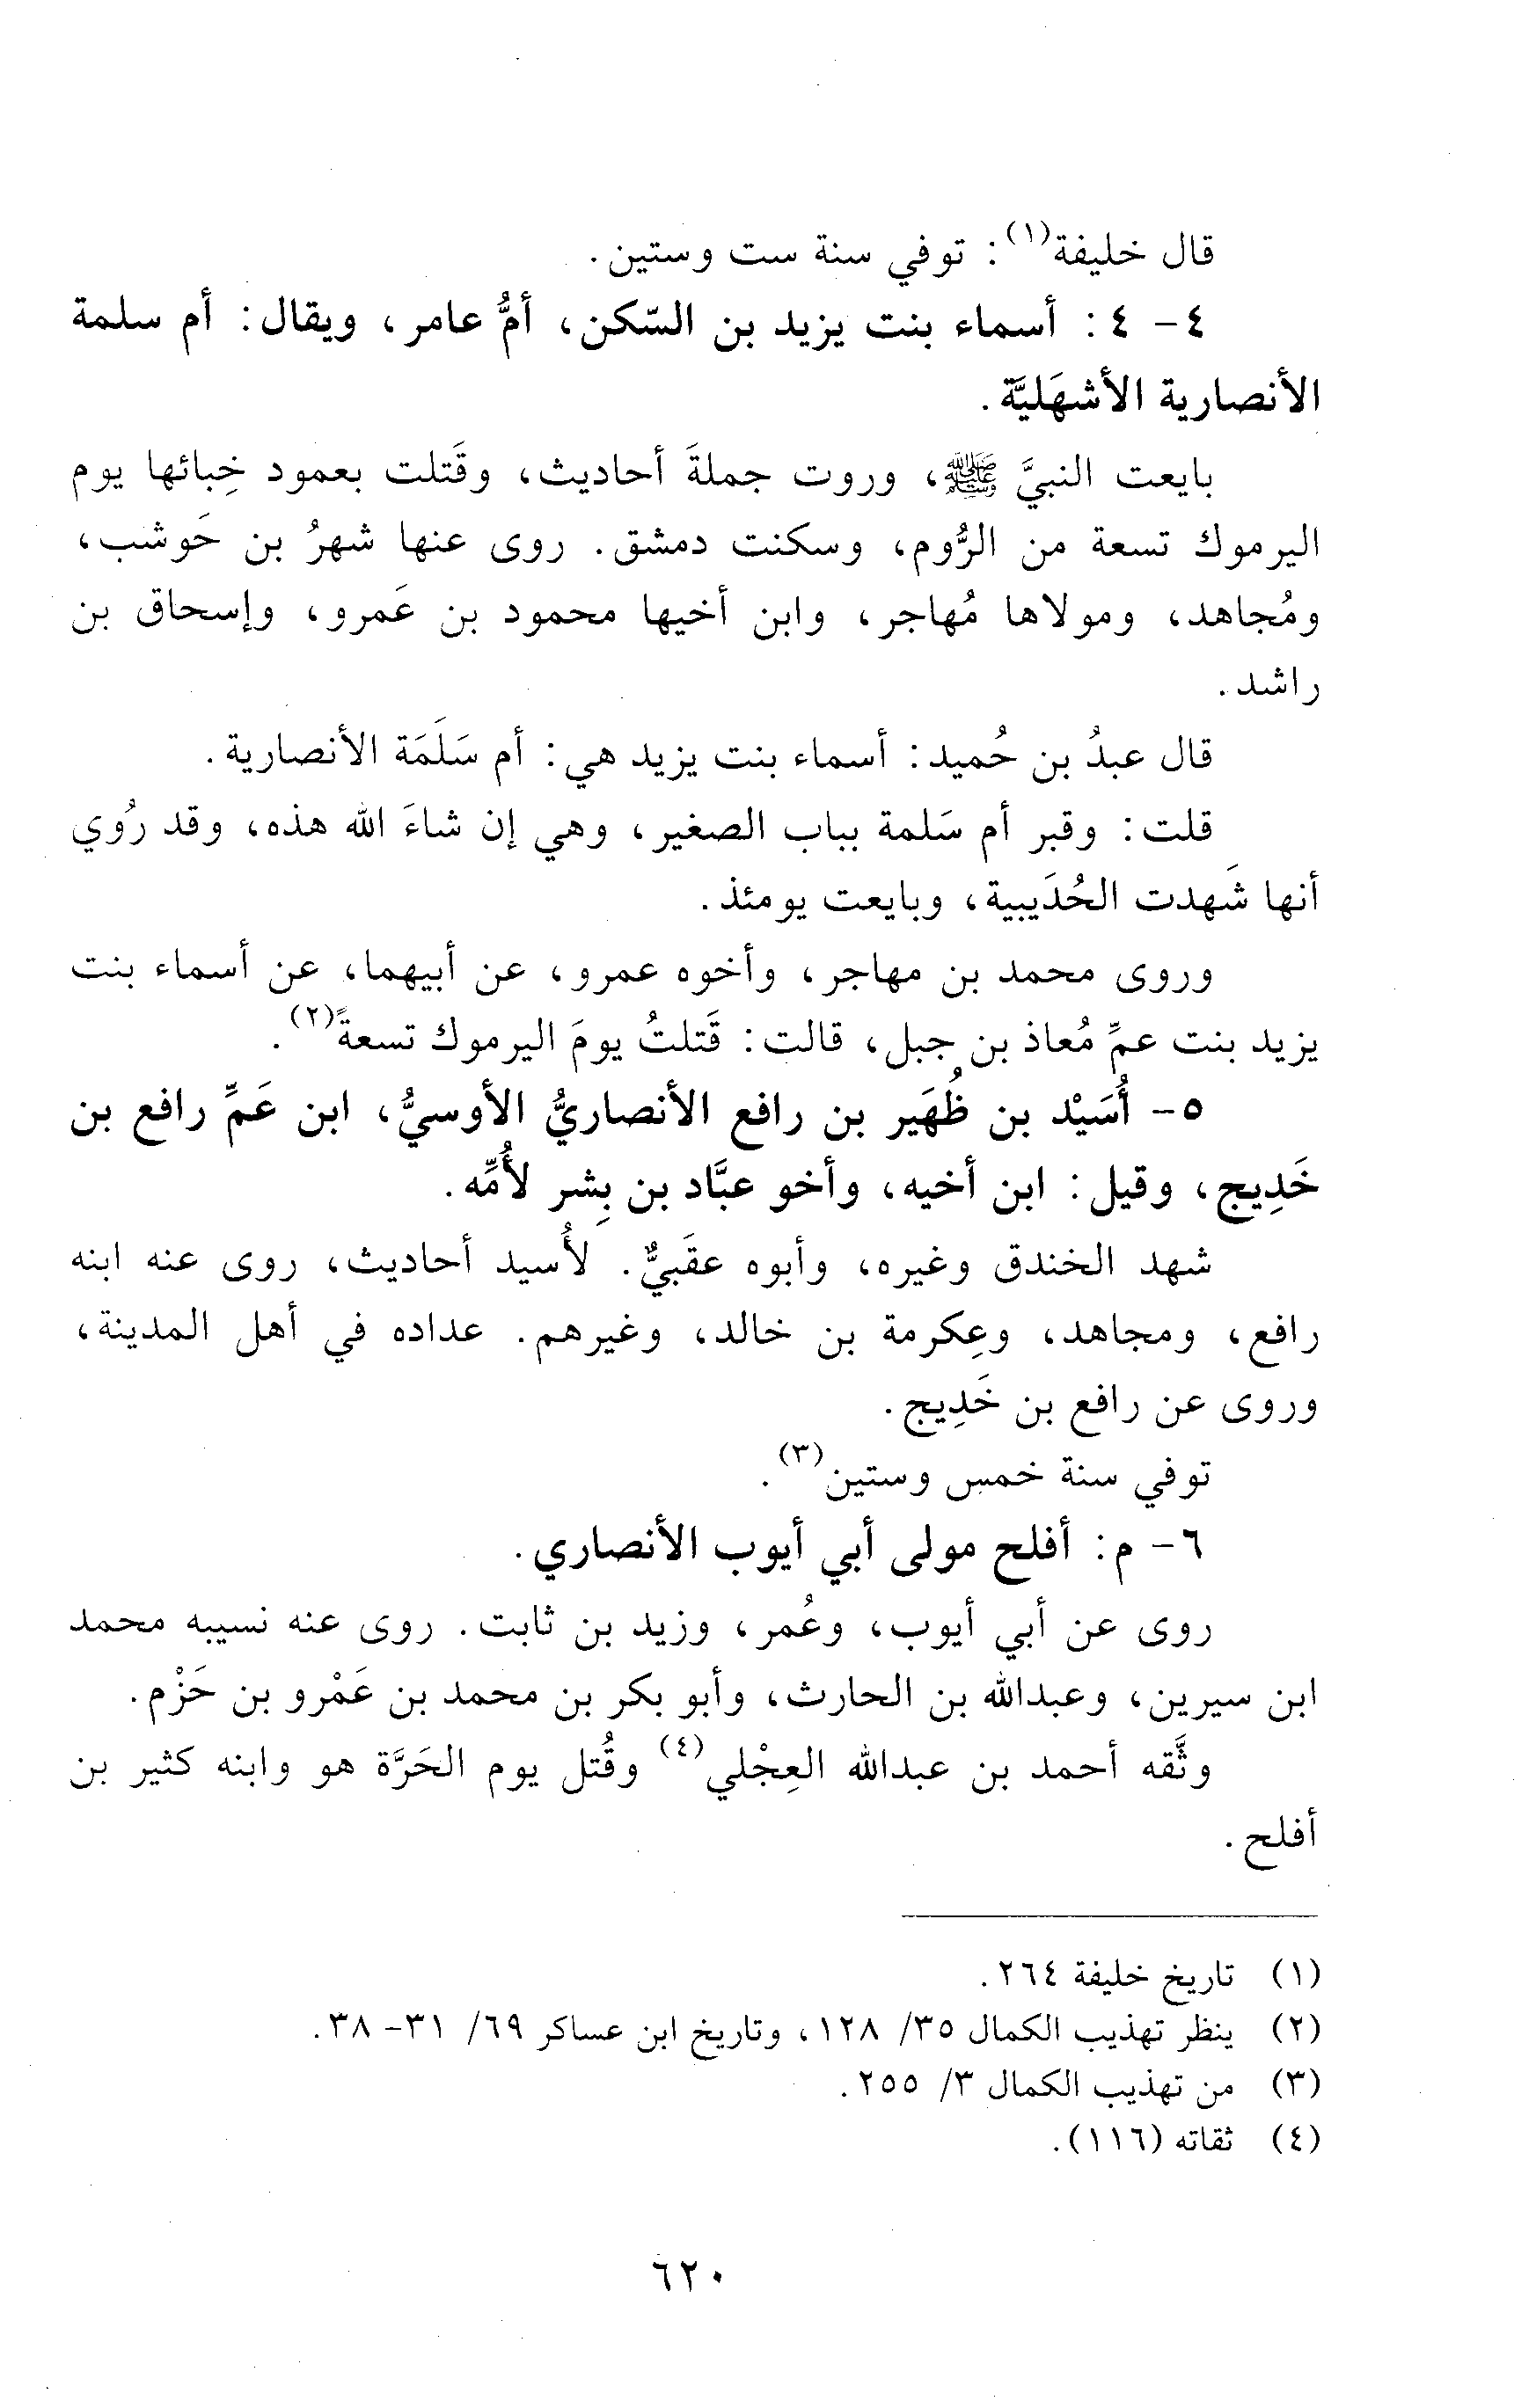 قال خليفة(١): توفي سنة ست وستين.
٤- ٤: أسماء بنت يزيد بن السّكن، أمُّ عامر، ويقال: أم سلمة
الأنصارية الأشهَليَّة.
بايعت النبيَّ ﷺ، وروت جملةَ أحاديث، وقَتلت بعمود خِبائها يوم
اليرموك تسعة من الرُّوم، وسكنت دمشق. روى عنها شهرُ بن حَوشب،
ومُجاهد، ومولاها مُهاجر، وابن أخيها محمود بن عَمرو، وإسحاق بن
راشد.
قال عبدُ بن حُميد: أسماء بنت يزيد هي: أم سَلَمَة الأنصارية.
قلت: وقبر أم سَلمة بباب الصغير، وهي إن شاءَ الله هذه، وقد رُوي
أنها شَهدت الحُدَيبية، وبايعت يومئذ.
وروى محمد بن مهاجر، وأخوه عمرو، عن أبيهما، عن أسماء بنت
يزيد بنت عمِّ مُعاذ بن جبل، قالت: قَتلتُ يومَ اليرموك تسعةً(٢).
٥- أُسَيْد بن ظُهَير بن رافع الأنصاريُّ الأوسيُّ، ابن عَمِّ رافع بن
خَدِيج، وقيل: ابن أخيه، وأخو عبَّاد بن بِشر لأُمِّه.
شهد الخندق وغيره، وأبوه عقَبيٌّ. لأُسيد أحاديث، روى عنه ابنه
رافع، ومجاهد، وعِكرمة بن خالد، وغيرهم. عداده في أهل المدينة،
وروى عن رافع بن خَدِيج.
توفي سنة خمس وستين(٣).
٦- م: أفلح مولى أبي أيوب الأنصاري.
روى عن أبي أيوب، وعُمر، وزيد بن ثابت. روى عنه نسيبه محمد
ابن سيرين، وعبدالله بن الحارث، وأبو بكر بن محمد بن عَمْرو بن حَزْم.
وثَّقه أحمد بن عبدالله العِجْلي(٤) وقُتل يوم الحَرَّة هو وابنه كثير بن
أفلح.
(١) تاريخ خليفة ٢٦٤.
(٢) ينظر تهذيب الكمال ٣٥/ ١٢٨، وتاريخ ابن عساكر ٦٩/ ٣١- ٣٨.
(٣) من تهذيب الكمال ٣/ ٢٥٥.
(٤) ثقاته (١١٦).
٦٢٠